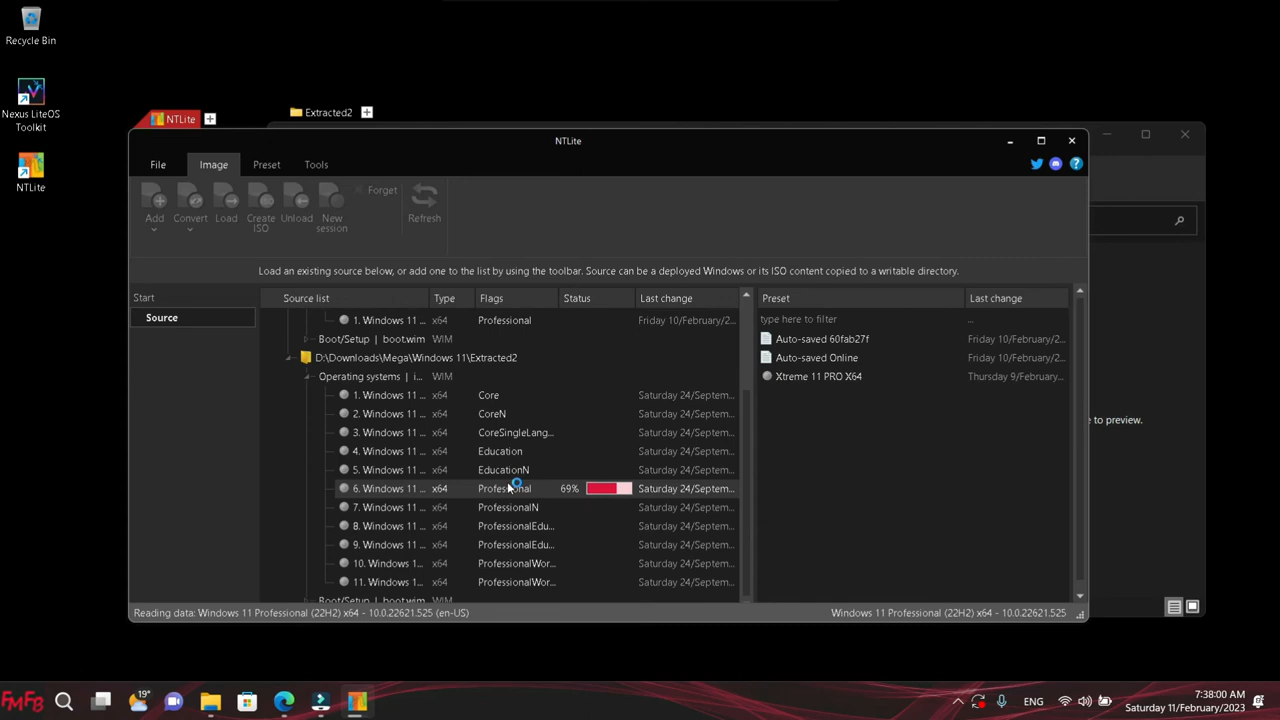 Recycle Bin
Nexus LiteOS
Toolkit
NTLite
NTLite
Extracted2
NTLite
File Image Preset Tools
Add Convert Load Create ISO Unload New session Forget Refresh
Load an existing source below, or add one to the list by using the toolbar. Source can be a deployed Windows or its ISO content copied to a writable directory.
Start
Source
Source list Type Flags Status Last change
1. Windows 11 ... x64 Professional Friday 10/February/2...
Boot/Setup | boot.wim WIM
D:\Downloads\Mega\Windows 11\Extracted2
Operating systems | i... WIM
1. Windows 11 ... x64 Core Saturday 24/Septem...
2. Windows 11 ... x64 CoreN Saturday 24/Septem...
3. Windows 11 ... x64 CoreSingleLang... Saturday 24/Septem...
4. Windows 11 ... x64 Education Saturday 24/Septem...
5. Windows 11 ... x64 EducationN Saturday 24/Septem...
6. Windows 11 ... x64 Professional 69% Saturday 24/Septem...
7. Windows 11 ... x64 ProfessionalN Saturday 24/Septem...
8. Windows 11 ... x64 ProfessionalEdu... Saturday 24/Septem...
9. Windows 11 ... x64 ProfessionalEdu... Saturday 24/Septem...
10. Windows 1... x64 ProfessionalWor... Saturday 24/Septem...
11. Windows 1... x64 ProfessionalWor... Saturday 24/Septem...
Boot/Setup | boot.wim WIM
Preset Last change
type here to filter ...
Auto-saved 60fab27f Friday 10/February/2...
Auto-saved Online Friday 10/February/2...
Xtreme 11 PRO X64 Thursday 9/February...
e to preview.
Reading data: Windows 11 Professional (22H2) x64 - 10.0.22621.525 (en-US)
Windows 11 Professional (22H2) x64 - 10.0.22621.525
FMFB
19°
ENG
7:38:00 AM
Saturday 11/February/2023